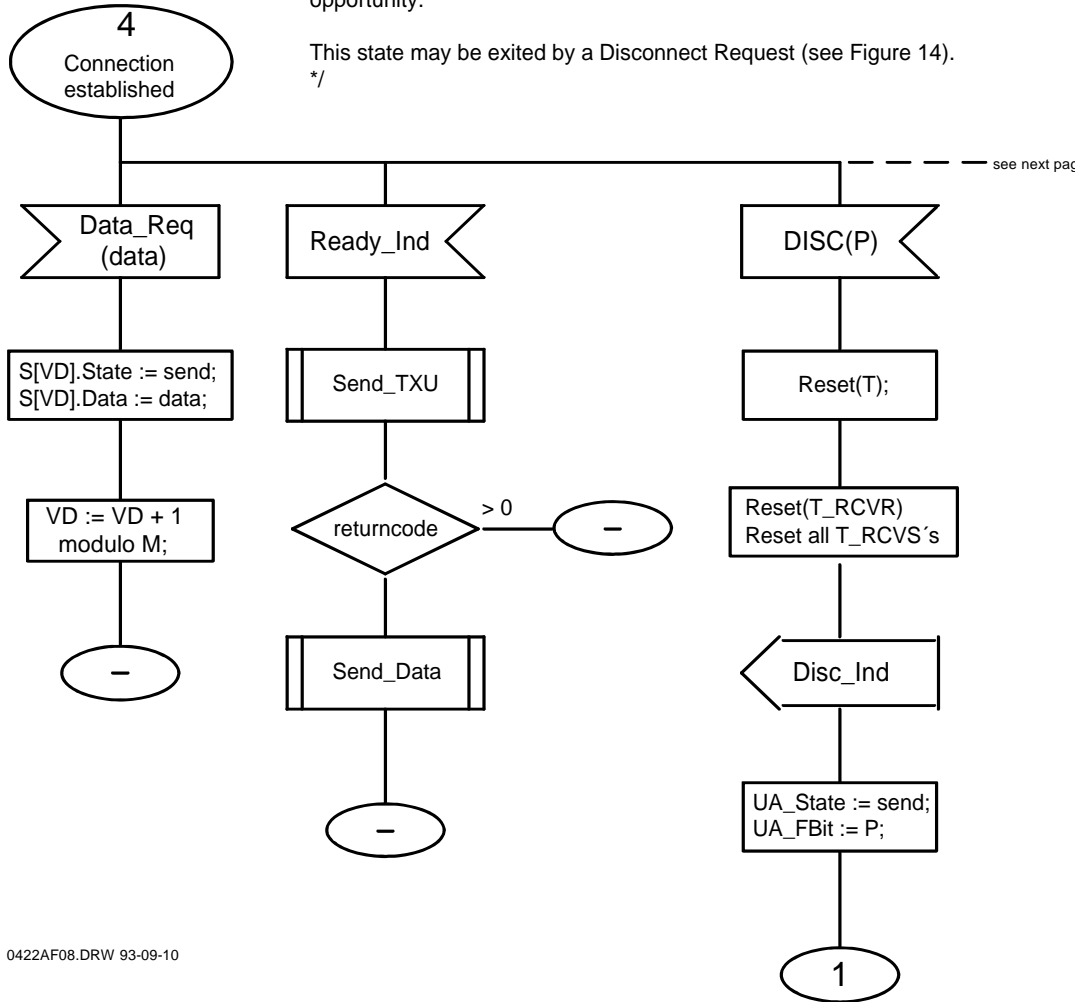 opportunity.
This state may be exited by a Disconnect Request (see Figure 14).
*/
4
Connection
established
see next pag
Data_Req
(data)
Ready_Ind
DISC(P)
S[VD].State := send;
S[VD].Data := data;
Send_TXU
Reset(T);
VD := VD + 1
modulo M;
returncode
> 0
–
Reset(T_RCVR)
Reset all T_RCVS´s
–
Send_Data
Disc_Ind
–
UA_State := send;
UA_FBit := P;
0422AF08.DRW 93-09-10
1